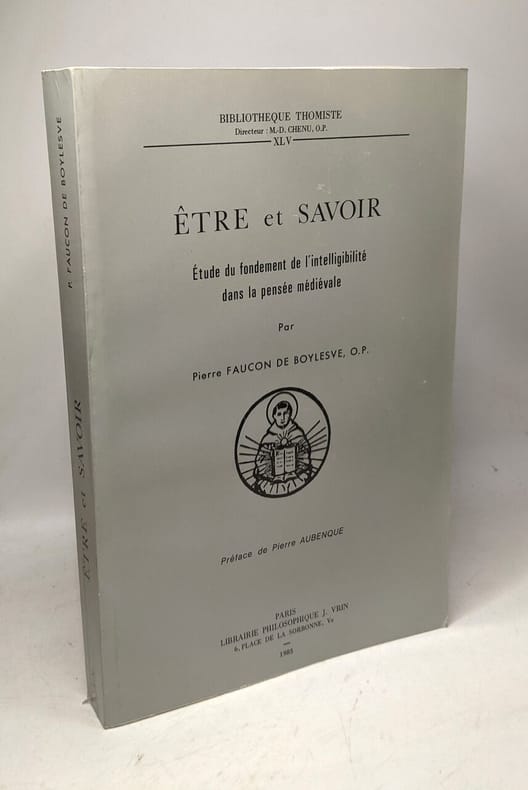 BIBLIOTHEQUE THOMISTE
Directeur : M.-D. CHENU, O.P.
XLV
ÊTRE et SAVOIR
Étude du fondement de l'intelligibilité
dans la pensée médiévale
Par
Pierre FAUCON DE BOYLESVE, O.P.
Préface de Pierre AUBENQUE
PARIS
LIBRAIRIE PHILOSOPHIQUE J. VRIN
6, PLACE DE LA SORBONNE, Ve
1985
P. FAUCON DE BOYLESVE
ÊTRE et SAVOIR